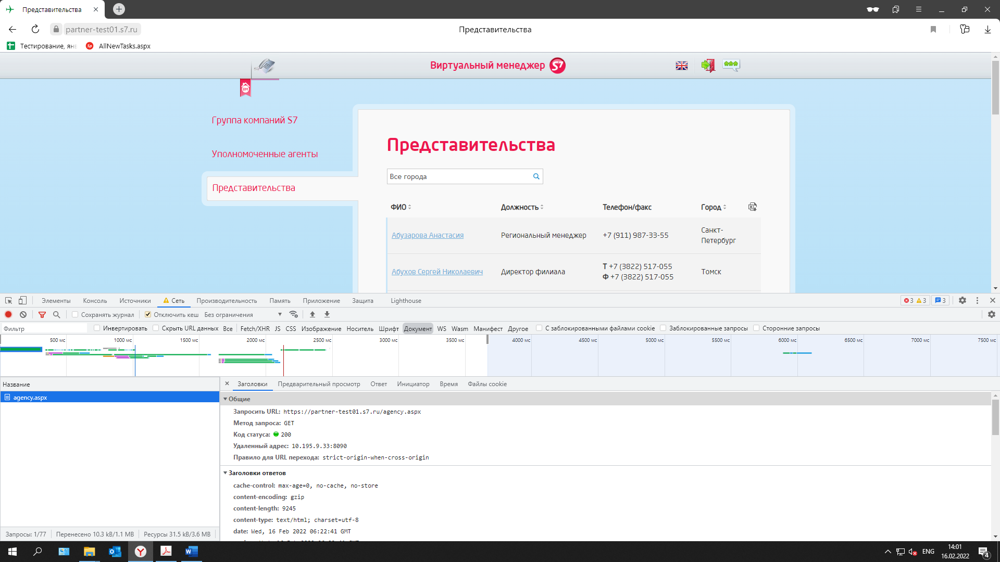 Представительства
partner-test01.s7.ru
Представительства
Тестирование, янв
Sp AllNewTasks.aspx
Виртуальный менеджер S7
ВМ
Группа компаний S7
Уполномоченные агенты
Представительства
Представительства
Все города
ФИО Должность Телефон/факс Город
Абузарова Анастасия Региональный менеджер +7 (911) 987-33-55 Санкт-
Петербург
Абухов Сергей Николаевич Директор филиала Т +7 (3822) 517-055 Томск
Ф +7 (3822) 517-055
Элементы Консоль Источники Сеть Производительность Память Приложение Защита Lighthouse 3 3 3
Сохранять журнал Отключить кеш Без ограничения
Фильтр Инвертировать Скрыть URL данных Все Fetch/XHR JS CSS Изображение Носитель Шрифт Документ WS Wasm Манифест Другое С заблокированными файлами cookie Заблокированные запросы Сторонние запросы
500 мс 1000 мс 1500 мс 2000 мс 2500 мс 3000 мс 3500 мс 4000 мс 4500 мс 5000 мс 5500 мс 6000 мс 6500 мс 7000 мс 7500 мс
Название
agency.aspx
Заголовки Предварительный просмотр Ответ Инициатор Время Файлы cookie
Общие
Запросить URL: https://partner-test01.s7.ru/agency.aspx
Метод запроса: GET
Код статуса: 200
Удаленный адрес: 10.195.9.33:8090
Правило для URL перехода: strict-origin-when-cross-origin
Заголовки ответов
cache-control: max-age=0, no-cache, no-store
content-encoding: gzip
content-length: 9245
content-type: text/html; charset=utf-8
date: Wed, 16 Feb 2022 06:22:41 GMT
Запросы: 1/77 Перенесено 10.3 kB/1.1 MB Ресурсы 31.5 kB/3.6 MB
ENG
14:01
16.02.2022
4